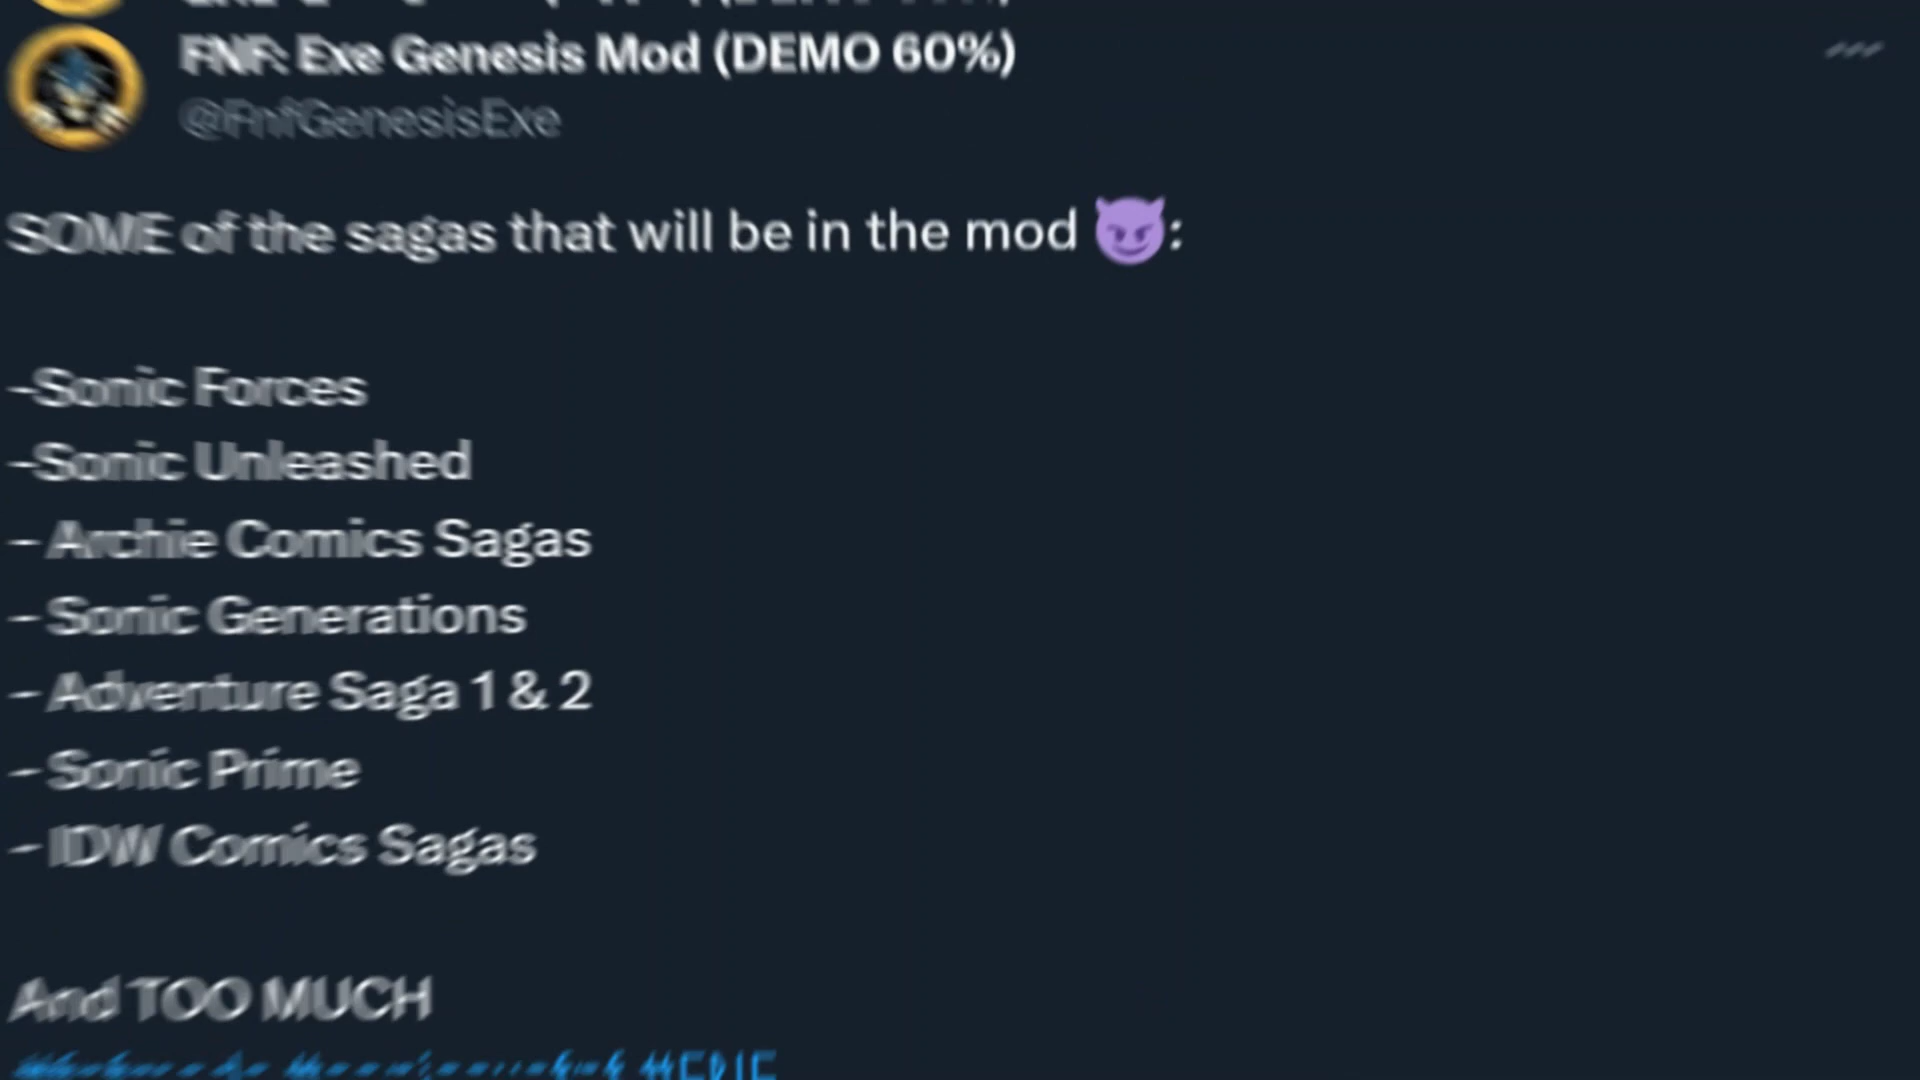 FNF: Exe Genesis Mod (DEMO 60%)
@FnfGenesisExe
SOME of the sagas that will be in the mod 😈:
-Sonic Forces
-Sonic Unleashed
- Archie Comics Sagas
- Sonic Generations
- Adventure Saga 1 & 2
- Sonic Prime
- IDW Comics Sagas
And TOO MUCH